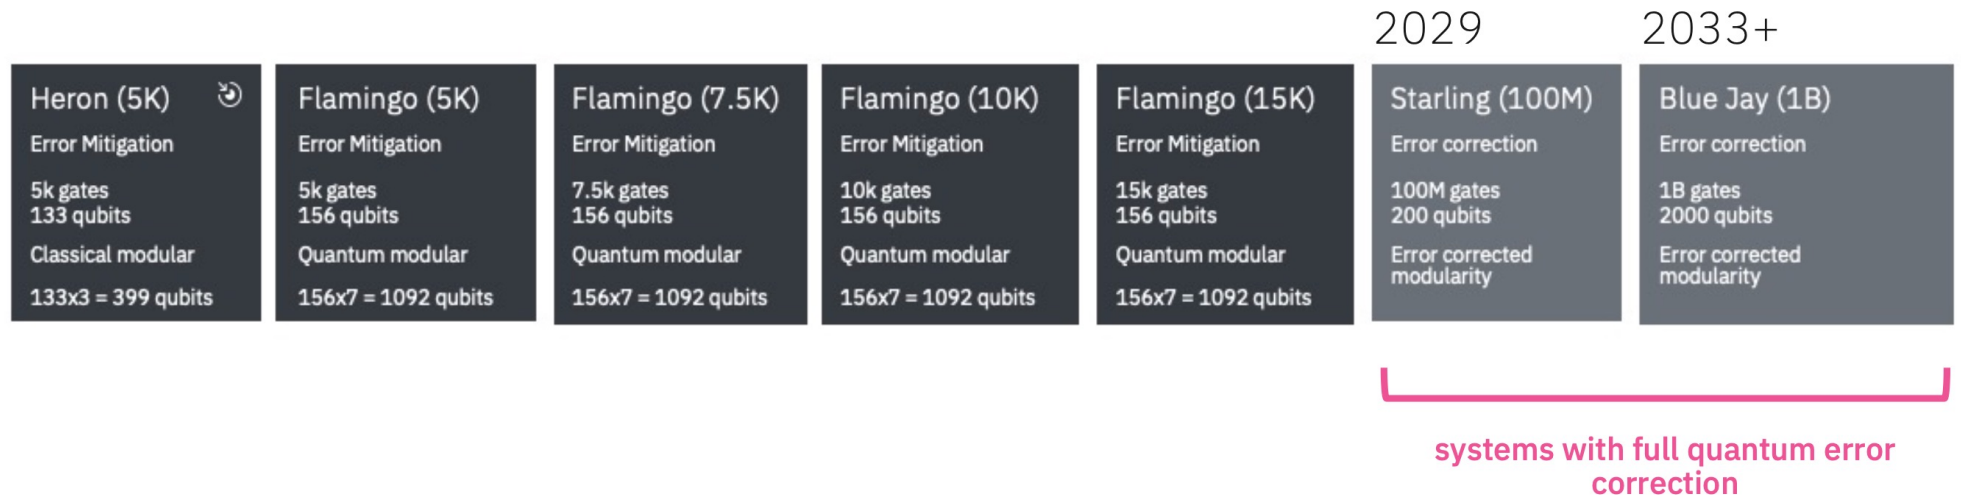 2029
2033+
Heron (5K)
Error Mitigation
5k gates
133 qubits
Classical modular
133x3 = 399 qubits
Flamingo (5K)
Error Mitigation
5k gates
156 qubits
Quantum modular
156x7 = 1092 qubits
Flamingo (7.5K)
Error Mitigation
7.5k gates
156 qubits
Quantum modular
156x7 = 1092 qubits
Flamingo (10K)
Error Mitigation
10k gates
156 qubits
Quantum modular
156x7 = 1092 qubits
Flamingo (15K)
Error Mitigation
15k gates
156 qubits
Quantum modular
156x7 = 1092 qubits
Starling (100M)
Error correction
100M gates
200 qubits
Error corrected
modularity
Blue Jay (1B)
Error correction
1B gates
2000 qubits
Error corrected
modularity
systems with full quantum error
correction